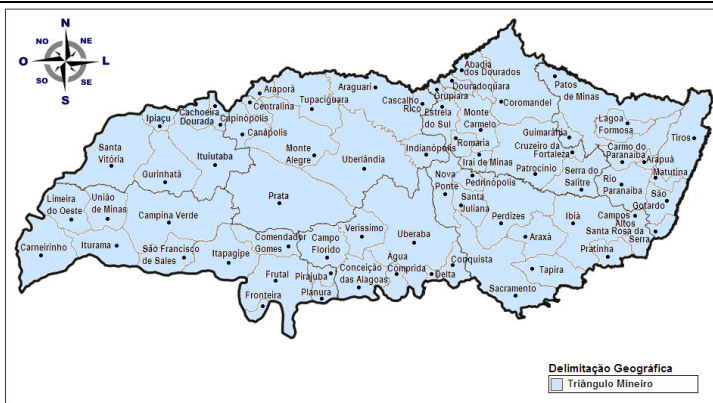 N
NO
NE
O
L
SO
SE
S
Abadia
dos Dourados
Douradoquara
Grupiara
Estrela
do Sul
Monte
Carmelo
Coromandel
Patos
de Minas
Araguari
Cascalho
Rico
Araporã
Tupaciguara
Centralina
Cachoeira
Dourada
Capinópolis
Canápolis
Ipiaçu
Lagoa
Formosa
Tiros
Guimarânia
Cruzeiro da
Fortaleza
Carmo do
Paranaíba
Arapuá
Matutina
Romaria
Irai de Minas
Indianópolis
Monte
Alegre
Uberlândia
Santa
Vitória
Ituiutaba
Gurinhatã
Nova
Ponte
Pedrinópolis
Patrocínio
Serra do
Salitre
Rio
Paranaíba
São
Gotardo
Limeira
do Oeste
União
de Minas
Campina Verde
Prata
Santa
Juliana
Perdizes
Ibiá
Campos
Altos
Santa Rosa da
Serra
Carneirinho
Iturama
São Francisco
de Sales
Itapagipe
Comendador
Gomes
Campo
Florido
Veríssimo
Uberaba
Araxá
Pratinha
Água
Comprida
Conquista
Delta
Tapira
Sacramento
Frutal
Pirajuba
Conceição
das Alagoas
Fronteira
Planura
Delimitação Geográfica
Triângulo Mineiro